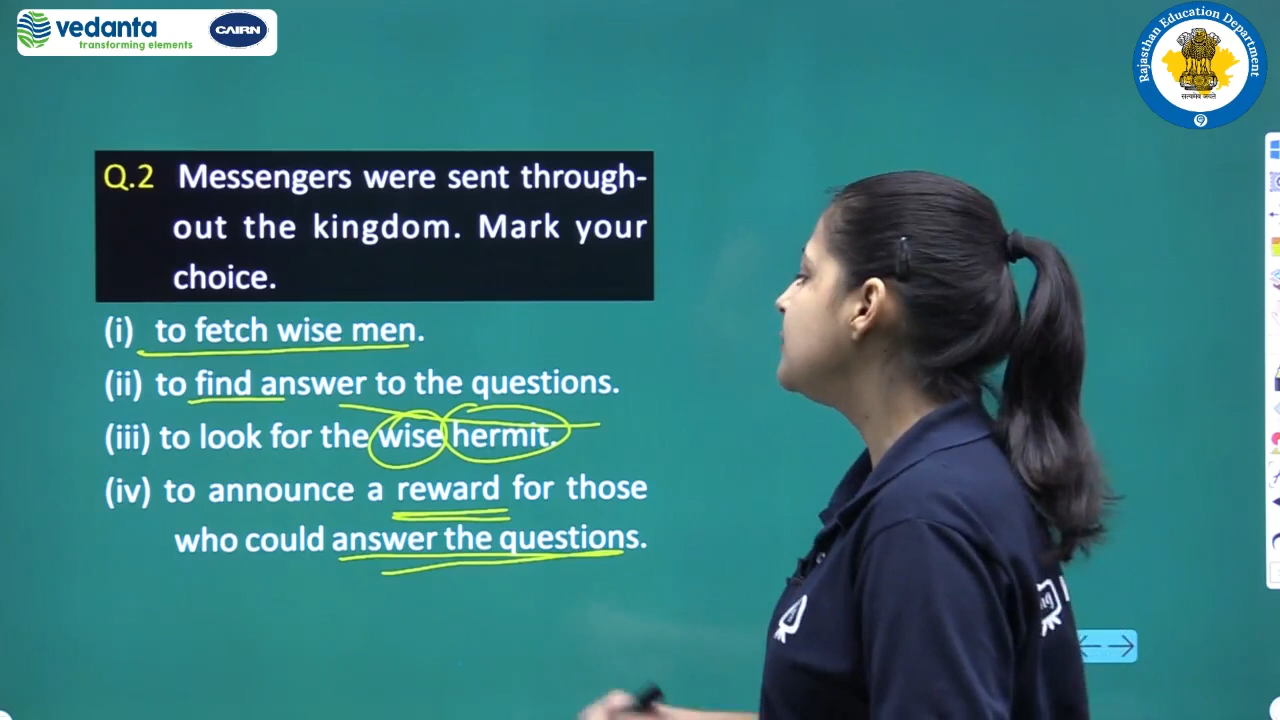 vedanta
transforming elements
CAIRN
Rajasthan Education Department
सत्यमेव जयते
Q.2 Messengers were sent through-
out the kingdom. Mark your
choice.
(i) to fetch wise men.
(ii) to find answer to the questions.
(iii) to look for the wise hermit.
(iv) to announce a reward for those
who could answer the questions.